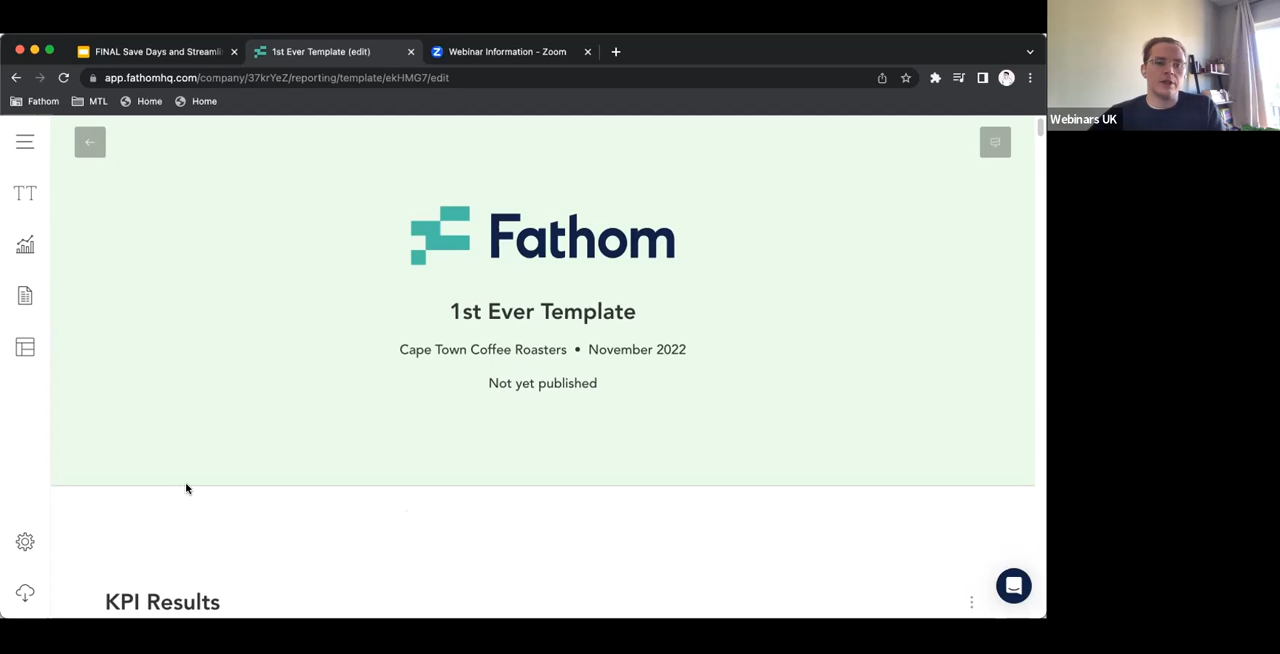 FINAL Save Days and Streamli
1st Ever Template (edit)
Webinar Information - Zoom
app.fathomhq.com/company/37krYeZ/reporting/template/ekHMG7/edit
Fathom
MTL
Home
Home
Webinars UK
TT
Fathom
1st Ever Template
Cape Town Coffee Roasters • November 2022
Not yet published
KPI Results